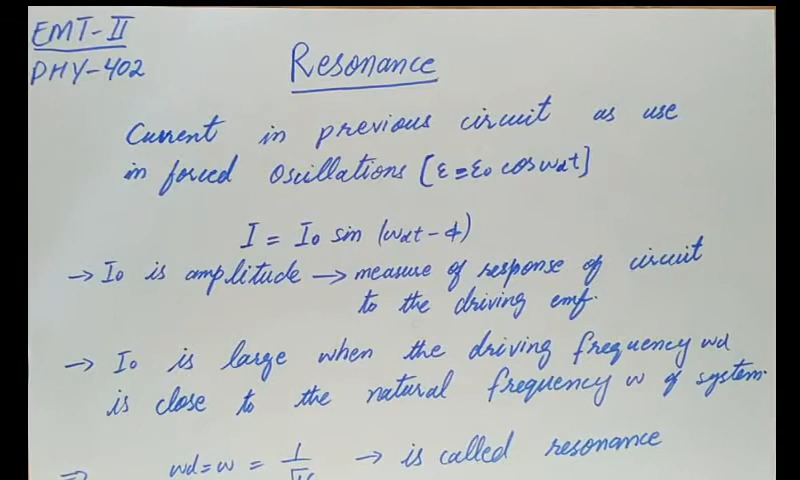 EMT-II
PHY-402
Resonance
Current in previous circuit as use
in forced Oscillations [ε = ε₀ cos ωdt]
I = I₀ sin (ωdt - ϕ)
→ I₀ is amplitude → measure of response of circuit
to the driving emf.
→ I₀ is large when the driving frequency ωd
is close to the natural frequency ω of system.
⇒ ωd = ω = 1/√ → is called resonance